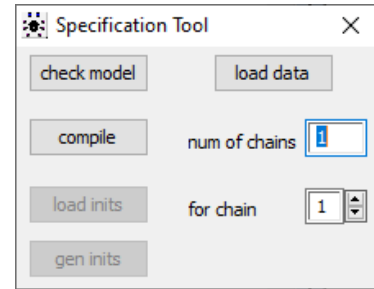 Specification Tool
check model load data
compile num of chains 1
load inits for chain 1
gen inits